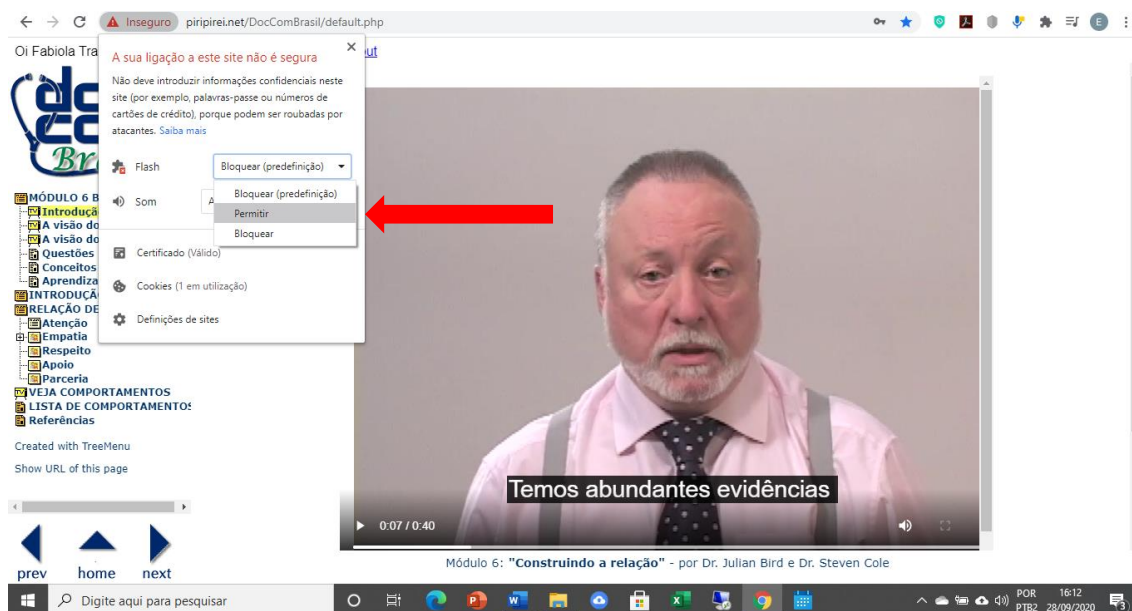 Inseguro piripirei.net/DocComBrasil/default.php
E
Oi Fabiola Tra
A sua ligação a este site não é segura
Não deve introduzir informações confidenciais neste
site (por exemplo, palavras-passe ou números de
cartões de crédito), porque podem ser roubadas por
atacantes. Saiba mais
Flash
Bloquear (predefinição)
Som
Bloquear (predefinição)
Permitir
Bloquear
Certificado (Válido)
Cookies (1 em utilização)
Definições de sites
doc
Br
MÓDULO 6 B
Introduçã
A visão do
A visão do
Questões
Conceitos
Aprendiza
INTRODUÇÃ
RELAÇÃO DE
Atenção
Empatia
Respeito
Apoio
Parceria
VEJA COMPORTAMENTOS
LISTA DE COMPORTAMENTOS
Referências
Created with TreeMenu
Show URL of this page
prev home next
Temos abundantes evidências
0:07 / 0:40
Módulo 6: "Construindo a relação" - por Dr. Julian Bird e Dr. Steven Cole
Digite aqui para pesquisar
POR 16:12
PTB2 28/09/2020
3